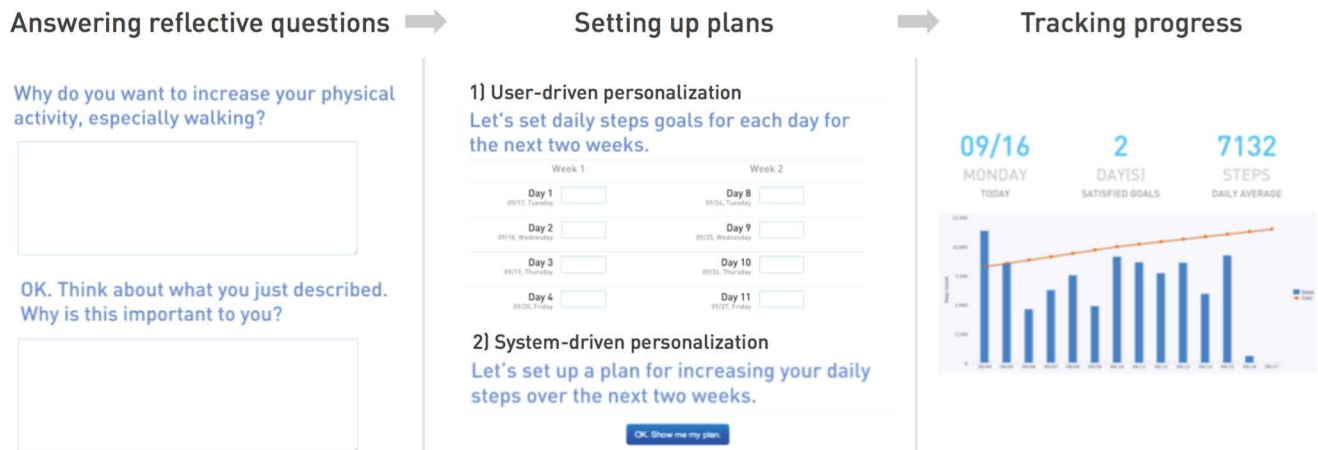 Answering reflective questions
Setting up plans
Tracking progress
Why do you want to increase your physical
activity, especially walking?
OK. Think about what you just described.
Why is this important to you?
1) User-driven personalization
Let's set daily steps goals for each day for
the next two weeks.
Week 1
Week 2
Day 1
09/17, Tuesday
Day 8
09/24, Tuesday
Day 2
09/18, Wednesday
Day 9
09/25, Wednesday
Day 3
09/19, Thursday
Day 10
09/26, Thursday
Day 4
09/20, Friday
Day 11
09/27, Friday
2) System-driven personalization
Let's set up a plan for increasing your daily
steps over the next two weeks.
OK. Show me my plan.
09/16
MONDAY
TODAY
2
DAY(S)
SATISFIED GOALS
7132
STEPS
DAILY AVERAGE